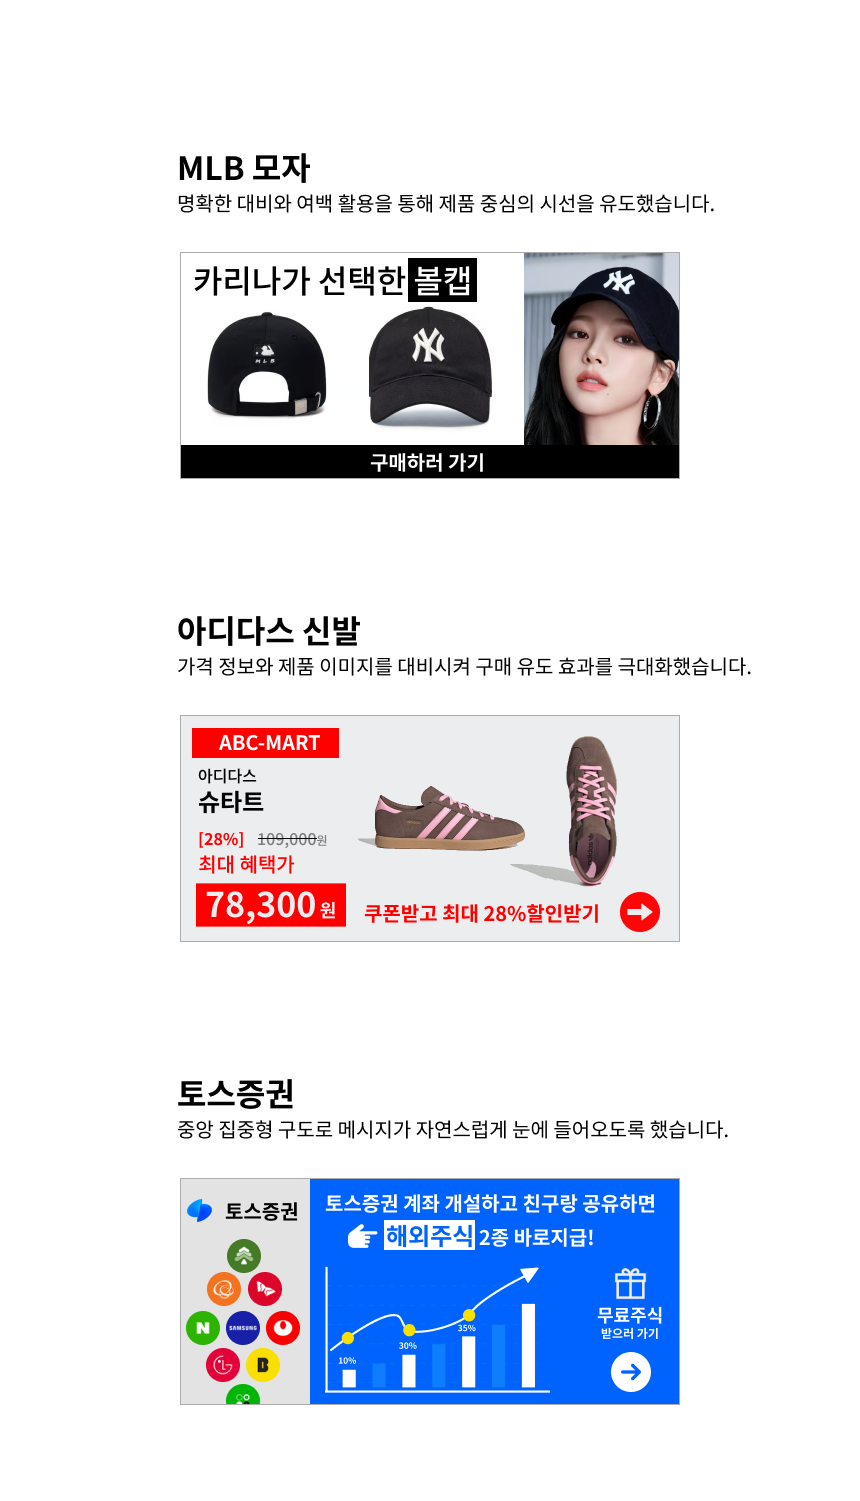 MLB 모자
명확한 대비와 여백 활용을 통해 제품 중심의 시선을 유도했습니다.
카리나가 선택한 볼캡
MLB
NY
NY
구매하러 가기
아디다스 신발
가격 정보와 제품 이미지를 대비시켜 구매 유도 효과를 극대화했습니다.
ABC-MART
아디다스
슈타트
[28%] 109,000원
최대 혜택가
78,300 원
쿠폰받고 최대 28%할인받기
토스증권
중앙 집중형 구도로 메시지가 자연스럽게 눈에 들어오도록 했습니다.
토스증권
N
SAMSUNG
LG
B
토스증권 계좌 개설하고 친구랑 공유하면
해외주식 2종 바로지급!
10%
30%
35%
무료주식
받으러 가기